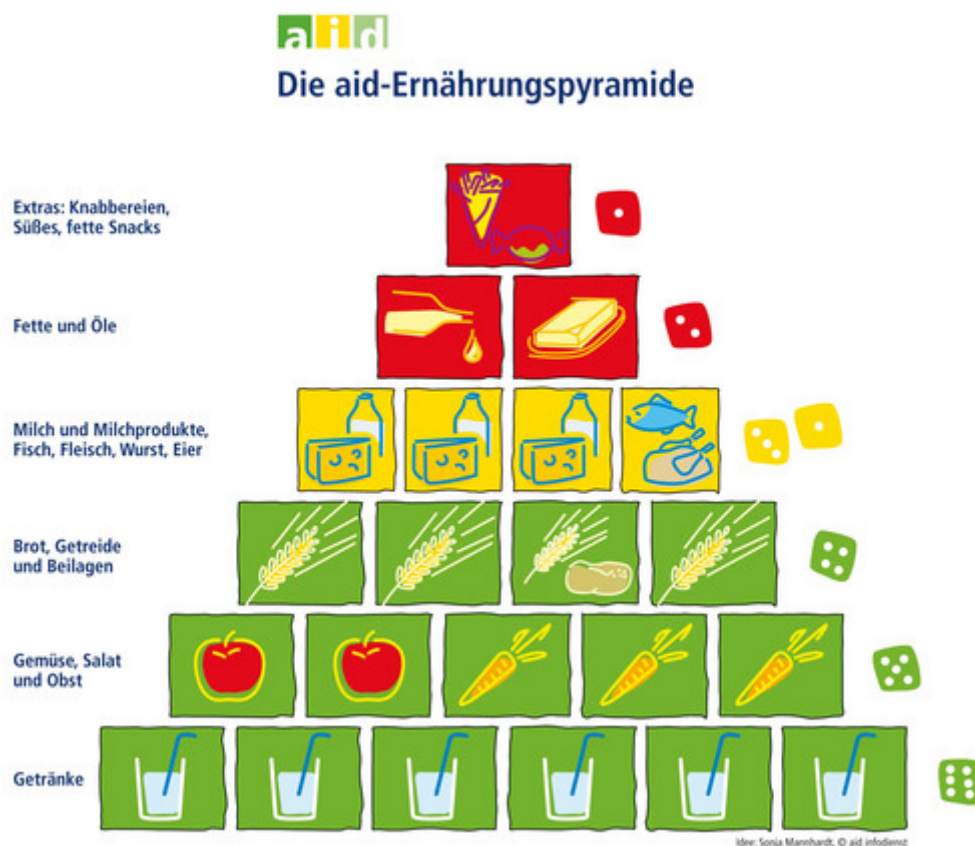 aid
Die aid-Ernährungspyramide
Extras: Knabbereien,
Süßes, fette Snacks
Fette und Öle
Milch und Milchprodukte,
Fisch, Fleisch, Wurst, Eier
Brot, Getreide
und Beilagen
Gemüse, Salat
und Obst
Getränke
Idee: Sonja Mannhardt, © aid infodienst